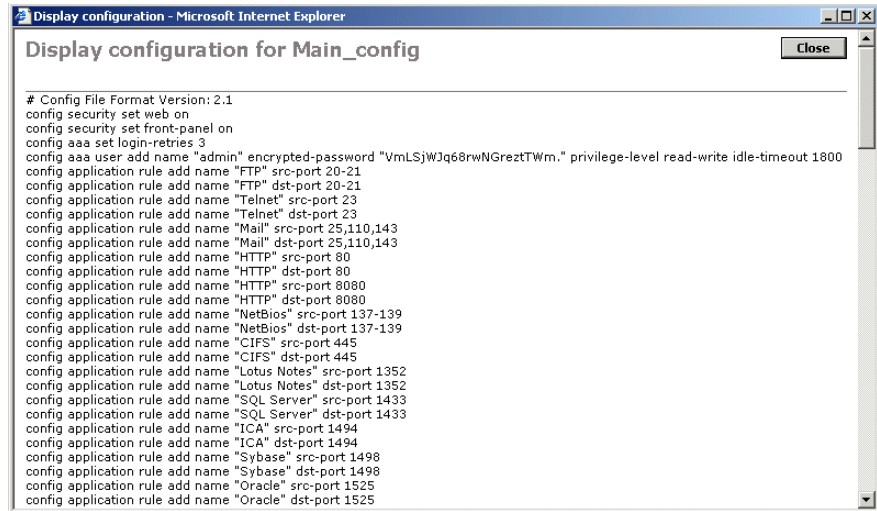 Display configuration - Microsoft Internet Explorer
Display configuration for Main_config
Close
# Config File Format Version: 2.1
config security set web on
config security set front-panel on
config aaa set login-retries 3
config aaa user add name "admin" encrypted-password "VmLSjWJq68rwNGreztTWm." privilege-level read-write idle-timeout 1800
config application rule add name "FTP" src-port 20-21
config application rule add name "FTP" dst-port 20-21
config application rule add name "Telnet" src-port 23
config application rule add name "Telnet" dst-port 23
config application rule add name "Mail" src-port 25,110,143
config application rule add name "Mail" dst-port 25,110,143
config application rule add name "HTTP" src-port 80
config application rule add name "HTTP" dst-port 80
config application rule add name "HTTP" src-port 8080
config application rule add name "HTTP" dst-port 8080
config application rule add name "NetBios" src-port 137-139
config application rule add name "NetBios" dst-port 137-139
config application rule add name "CIFS" src-port 445
config application rule add name "CIFS" dst-port 445
config application rule add name "Lotus Notes" src-port 1352
config application rule add name "Lotus Notes" dst-port 1352
config application rule add name "SQL Server" src-port 1433
config application rule add name "SQL Server" dst-port 1433
config application rule add name "ICA" src-port 1494
config application rule add name "ICA" dst-port 1494
config application rule add name "Sybase" src-port 1498
config application rule add name "Sybase" dst-port 1498
config application rule add name "Oracle" src-port 1525
config application rule add name "Oracle" dst-port 1525